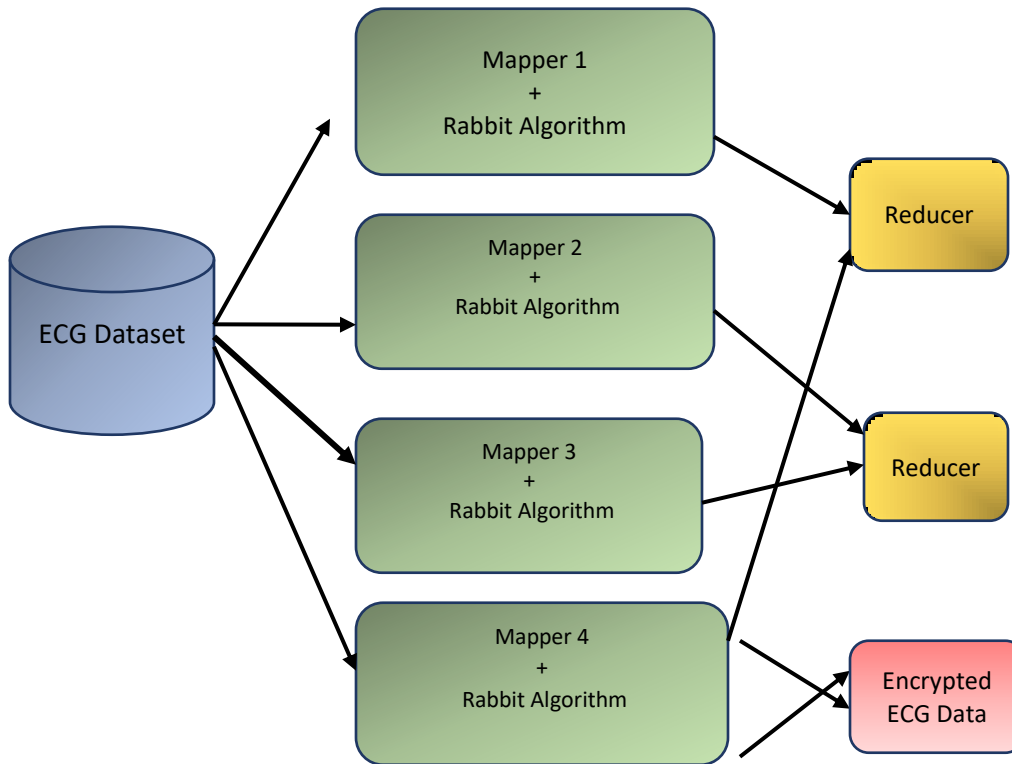 ECG Dataset
Mapper 1
+
Rabbit Algorithm
Mapper 2
+
Rabbit Algorithm
Mapper 3
+
Rabbit Algorithm
Mapper 4
+
Rabbit Algorithm
Reducer
Reducer
Encrypted
ECG Data